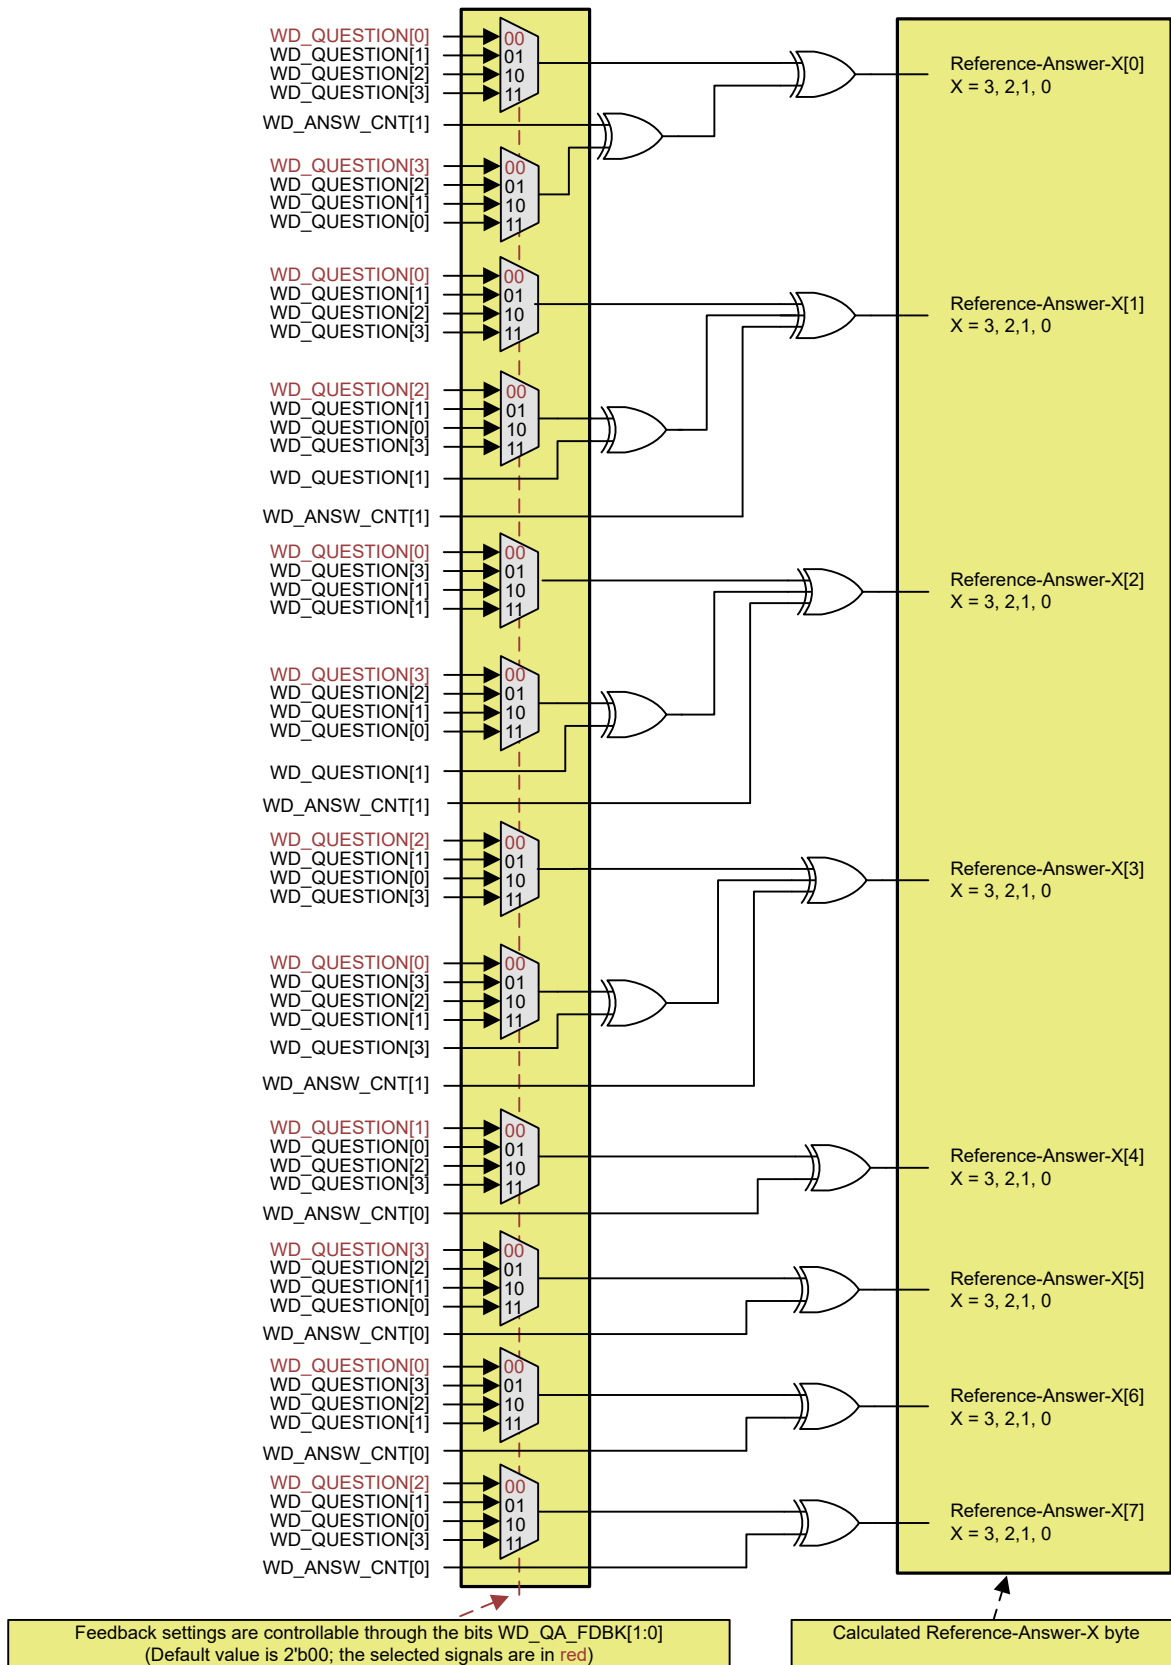 WD_QUESTION[0]
WD_QUESTION[1]
WD_QUESTION[2]
WD_QUESTION[3]
00
01
10
11
WD_ANSW_CNT[1]
WD_QUESTION[3]
WD_QUESTION[2]
WD_QUESTION[1]
WD_QUESTION[0]
00
01
10
11
Reference-Answer-X[0]
X = 3, 2,1, 0
WD_QUESTION[0]
WD_QUESTION[1]
WD_QUESTION[2]
WD_QUESTION[3]
00
01
10
11
WD_QUESTION[2]
WD_QUESTION[1]
WD_QUESTION[0]
WD_QUESTION[3]
00
01
10
11
WD_QUESTION[1]
WD_ANSW_CNT[1]
Reference-Answer-X[1]
X = 3, 2,1, 0
WD_QUESTION[0]
WD_QUESTION[3]
WD_QUESTION[1]
WD_QUESTION[1]
00
01
10
11
WD_QUESTION[3]
WD_QUESTION[2]
WD_QUESTION[1]
WD_QUESTION[0]
00
01
10
11
WD_QUESTION[1]
WD_ANSW_CNT[1]
Reference-Answer-X[2]
X = 3, 2,1, 0
WD_QUESTION[2]
WD_QUESTION[1]
WD_QUESTION[0]
WD_QUESTION[3]
00
01
10
11
WD_QUESTION[0]
WD_QUESTION[3]
WD_QUESTION[2]
WD_QUESTION[1]
00
01
10
11
WD_QUESTION[3]
WD_ANSW_CNT[1]
Reference-Answer-X[3]
X = 3, 2,1, 0
WD_QUESTION[1]
WD_QUESTION[0]
WD_QUESTION[2]
WD_QUESTION[3]
00
01
10
11
WD_ANSW_CNT[0]
Reference-Answer-X[4]
X = 3, 2,1, 0
WD_QUESTION[3]
WD_QUESTION[2]
WD_QUESTION[1]
WD_QUESTION[0]
00
01
10
11
WD_ANSW_CNT[0]
Reference-Answer-X[5]
X = 3, 2,1, 0
WD_QUESTION[0]
WD_QUESTION[3]
WD_QUESTION[2]
WD_QUESTION[1]
00
01
10
11
WD_ANSW_CNT[0]
Reference-Answer-X[6]
X = 3, 2,1, 0
WD_QUESTION[2]
WD_QUESTION[1]
WD_QUESTION[0]
WD_QUESTION[3]
00
01
10
11
WD_ANSW_CNT[0]
Reference-Answer-X[7]
X = 3, 2,1, 0
Feedback settings are controllable through the bits WD_QA_FDBK[1:0]
(Default value is 2'b00; the selected signals are in red)
Calculated Reference-Answer-X byte